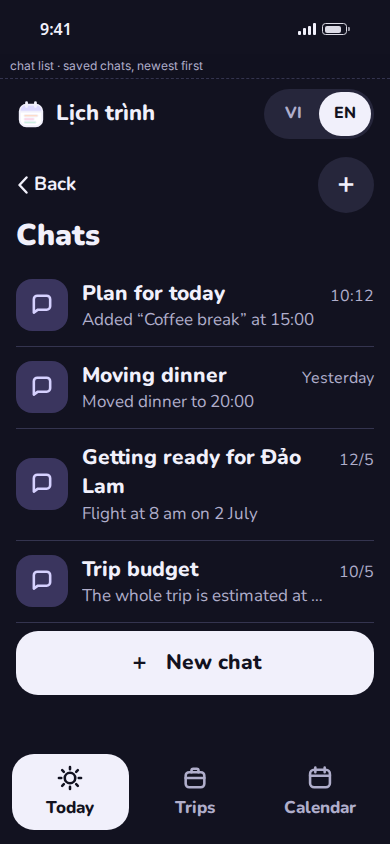 9:41
chat list · saved chats, newest first
Lịch trình
VI EN
Back
+
Chats
Plan for today 10:12
Added “Coffee break” at 15:00
Moving dinner Yesterday
Moved dinner to 20:00
Getting ready for Đảo 12/5
Lam
Flight at 8 am on 2 July
Trip budget 10/5
The whole trip is estimated at ...
+ New chat
Today Trips Calendar